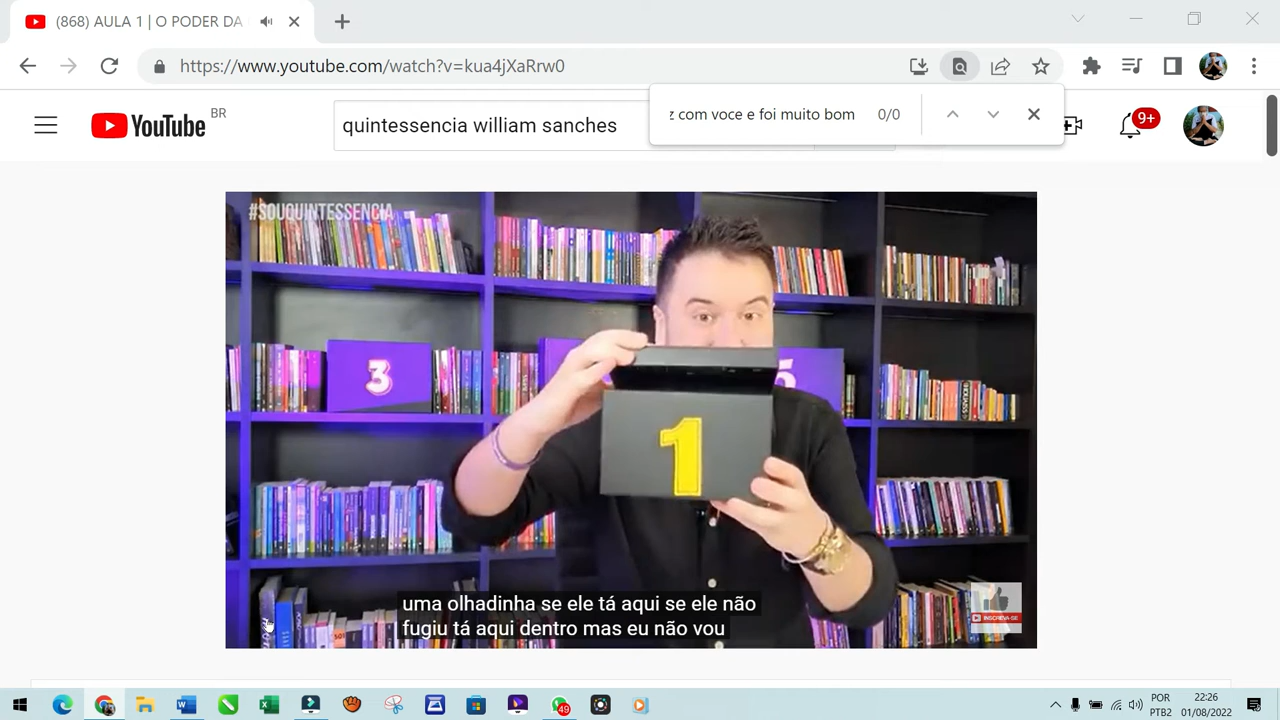 (868) AULA 1 | O PODER DA
https://www.youtube.com/watch?v=kua4jXaRrw0
z com voce e foi muito bom 0/0
YouTube BR
quintessencia william sanches
9+
#SOUQUINTESSENCIA
3
1
uma olhadinha se ele tá aqui se ele não
fugiu tá aqui dentro mas eu não vou
INSCREVA-SE
49
POR
PTB2
22:26
01/08/2022